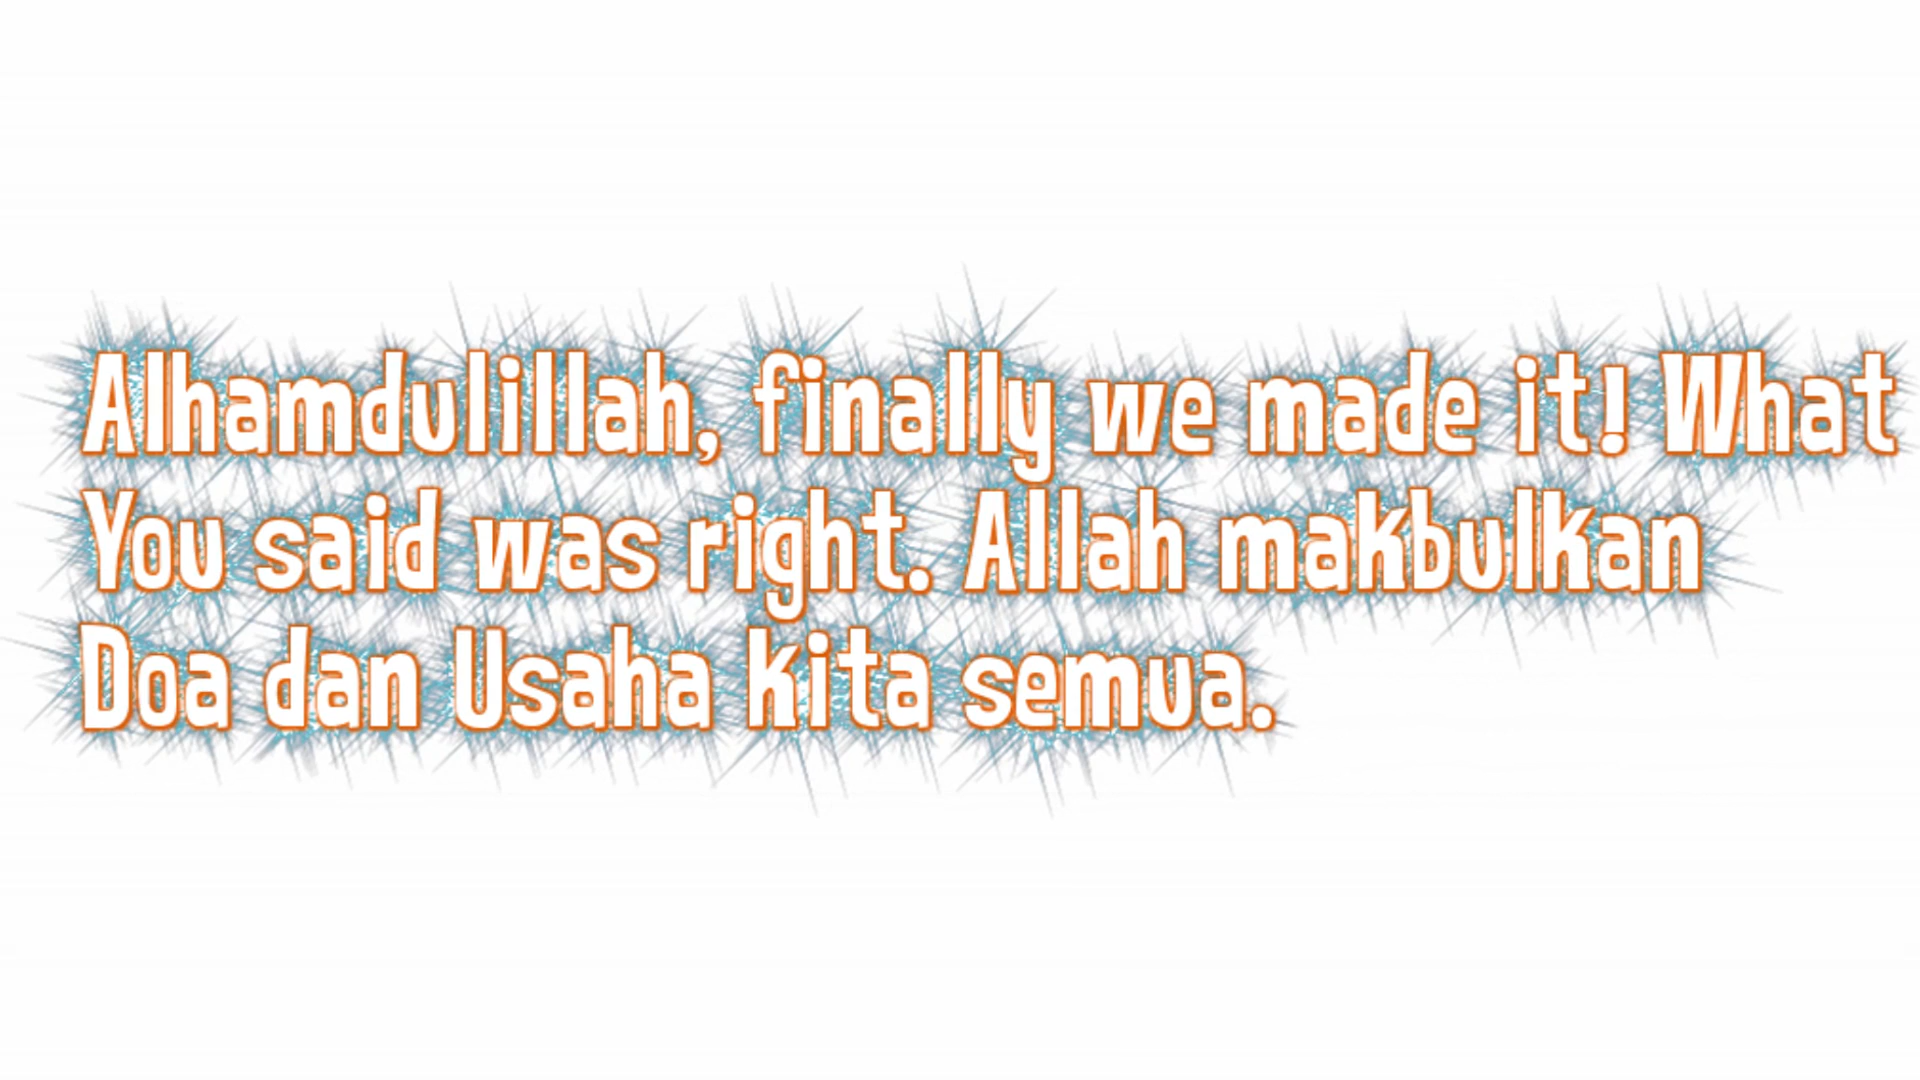 Alhamdulillah, finally we made it! What
You said was right. Allah makbulkan
Doa dan Usaha kita semua.